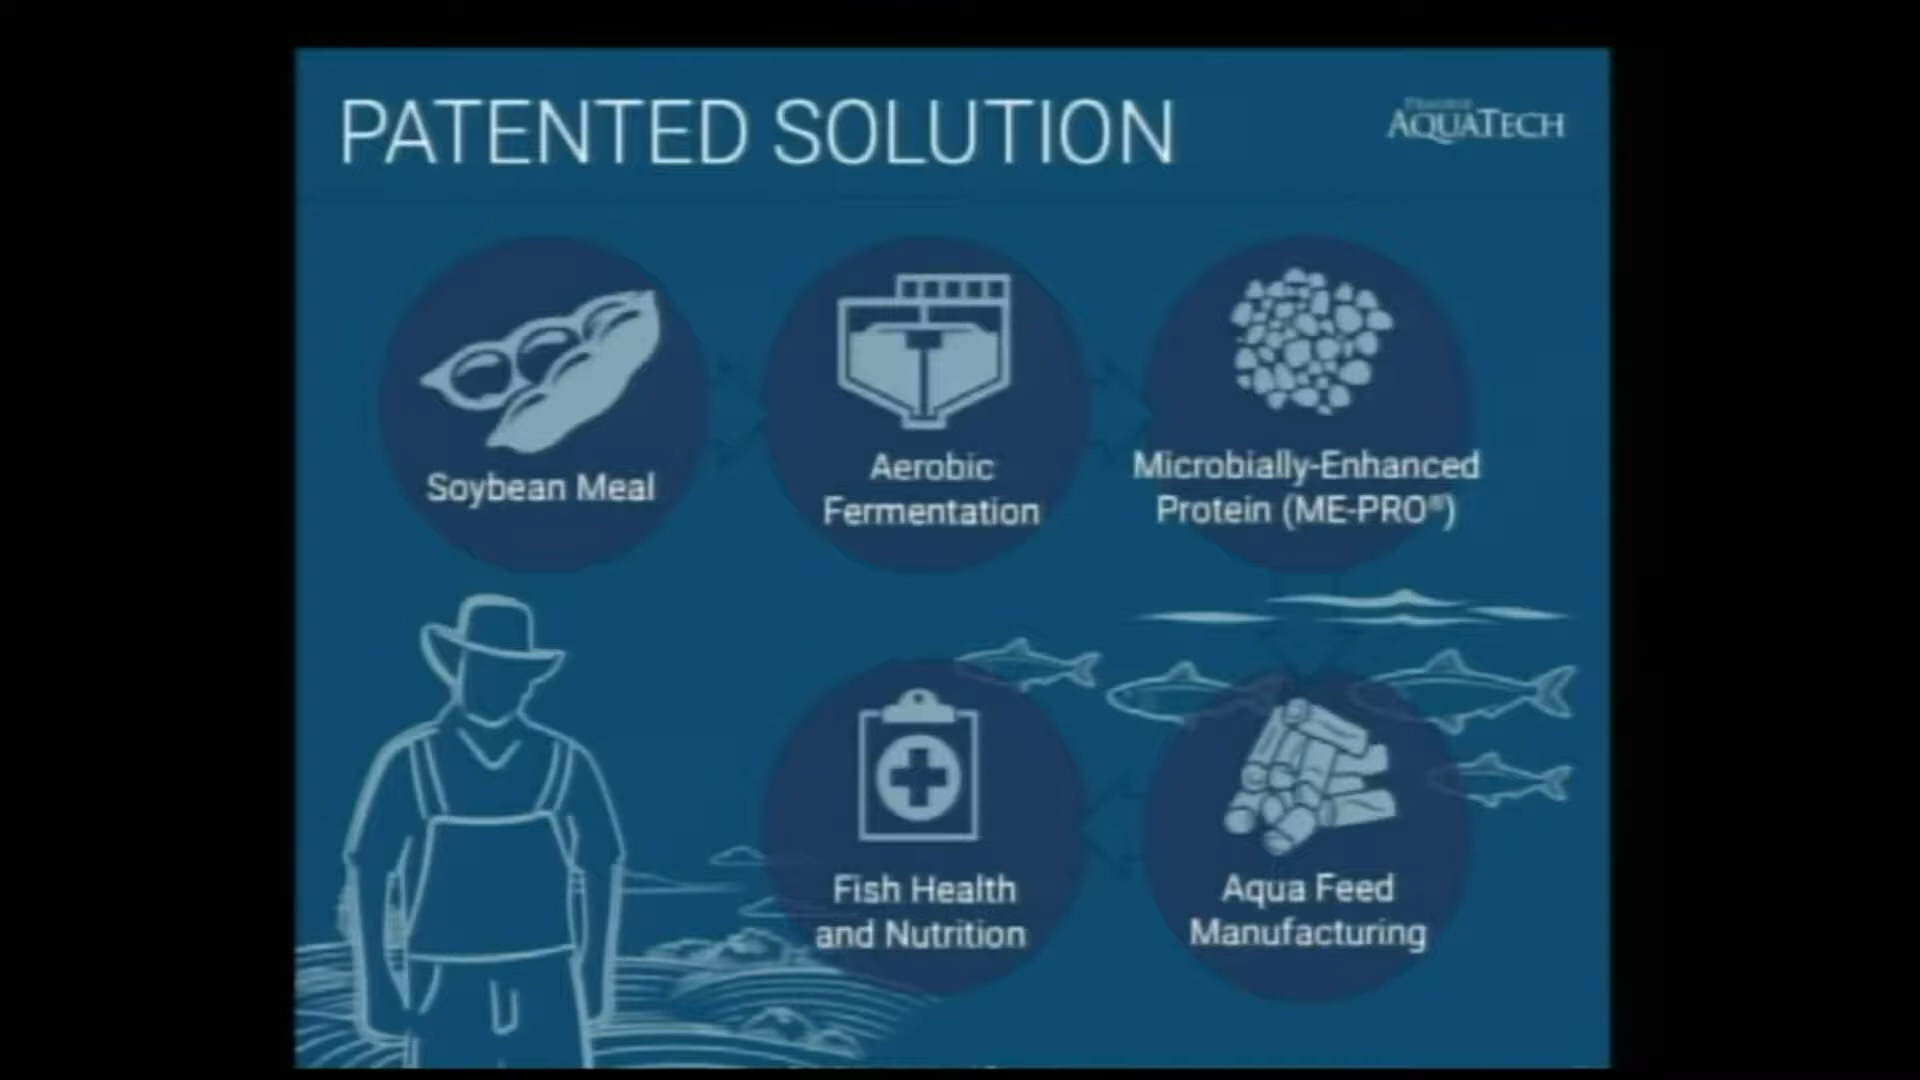 PATENTED SOLUTION
PRAIRIE
AQUATECH
Soybean Meal
Aerobic
Fermentation
Microbially-Enhanced
Protein (ME-PRO®)
Fish Health
and Nutrition
Aqua Feed
Manufacturing